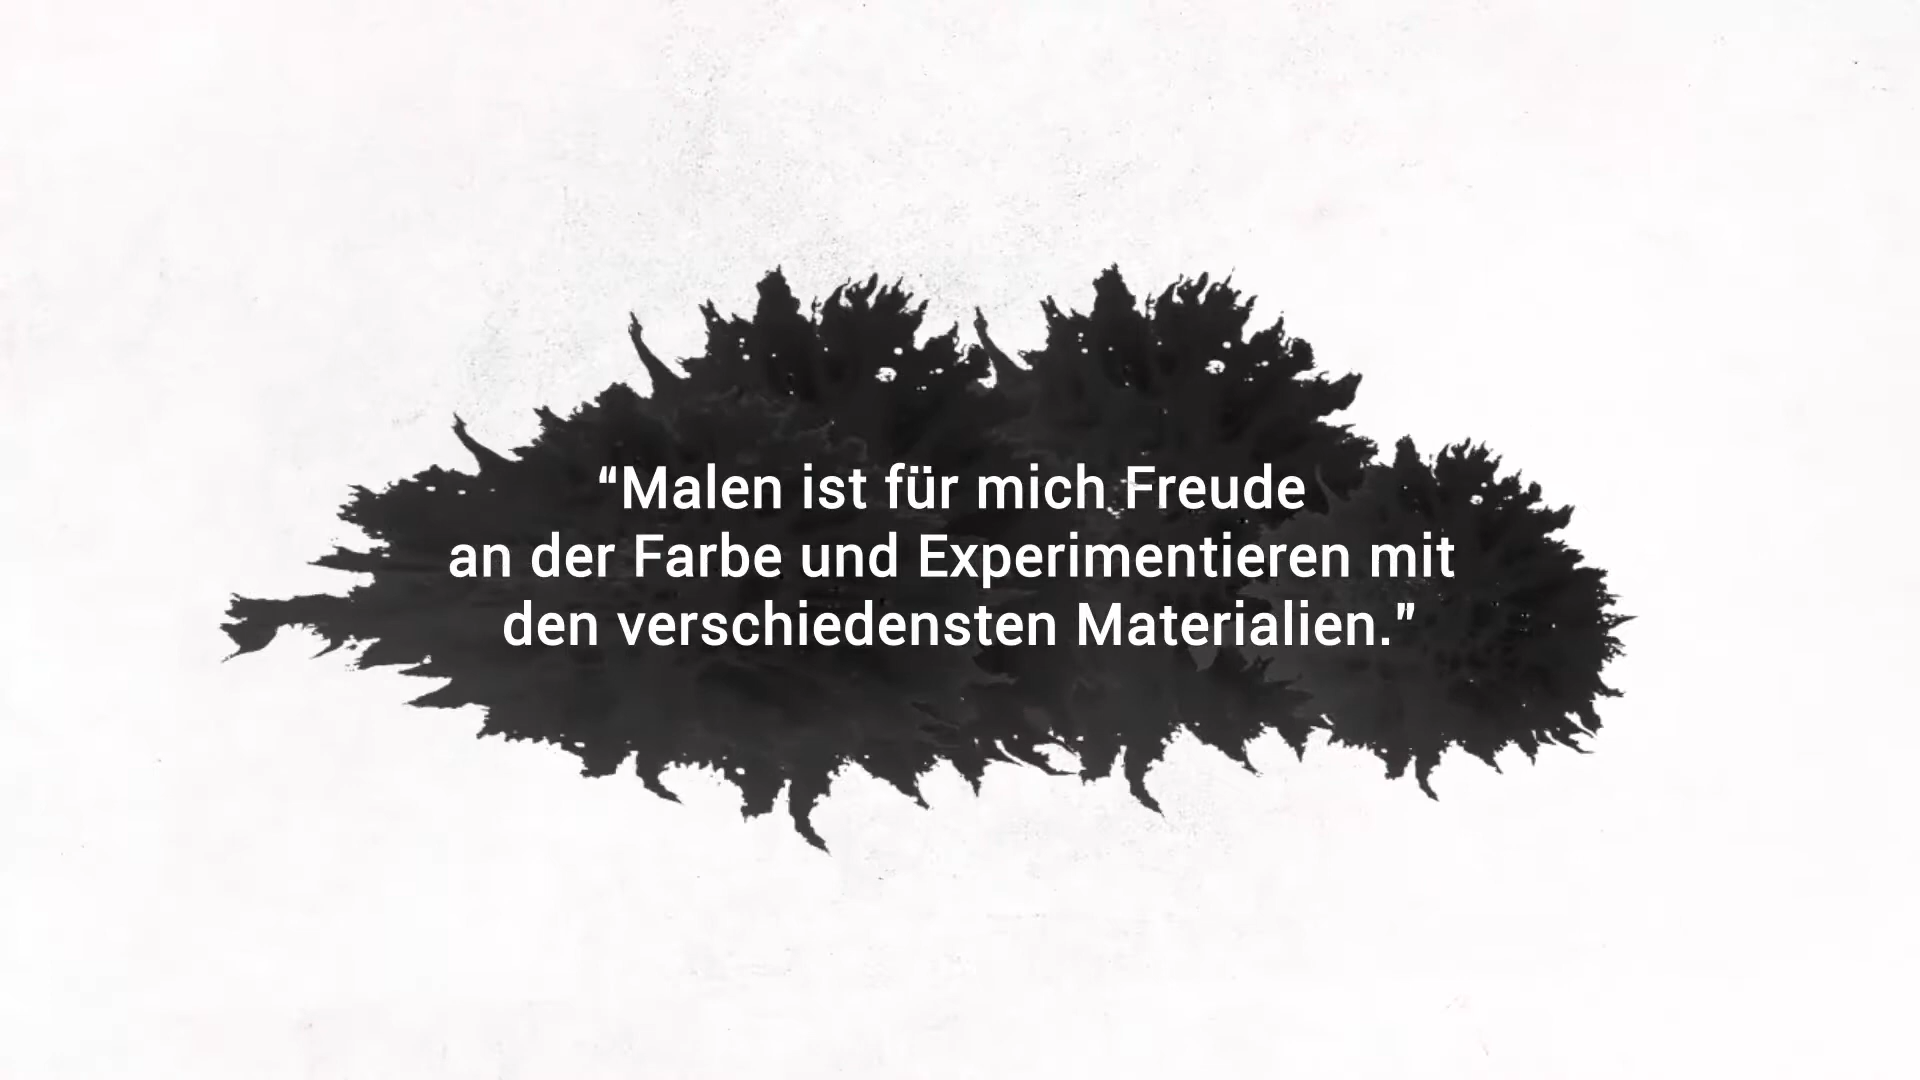 “Malen ist für mich Freude
an der Farbe und Experimentieren mit
den verschiedensten Materialien.”